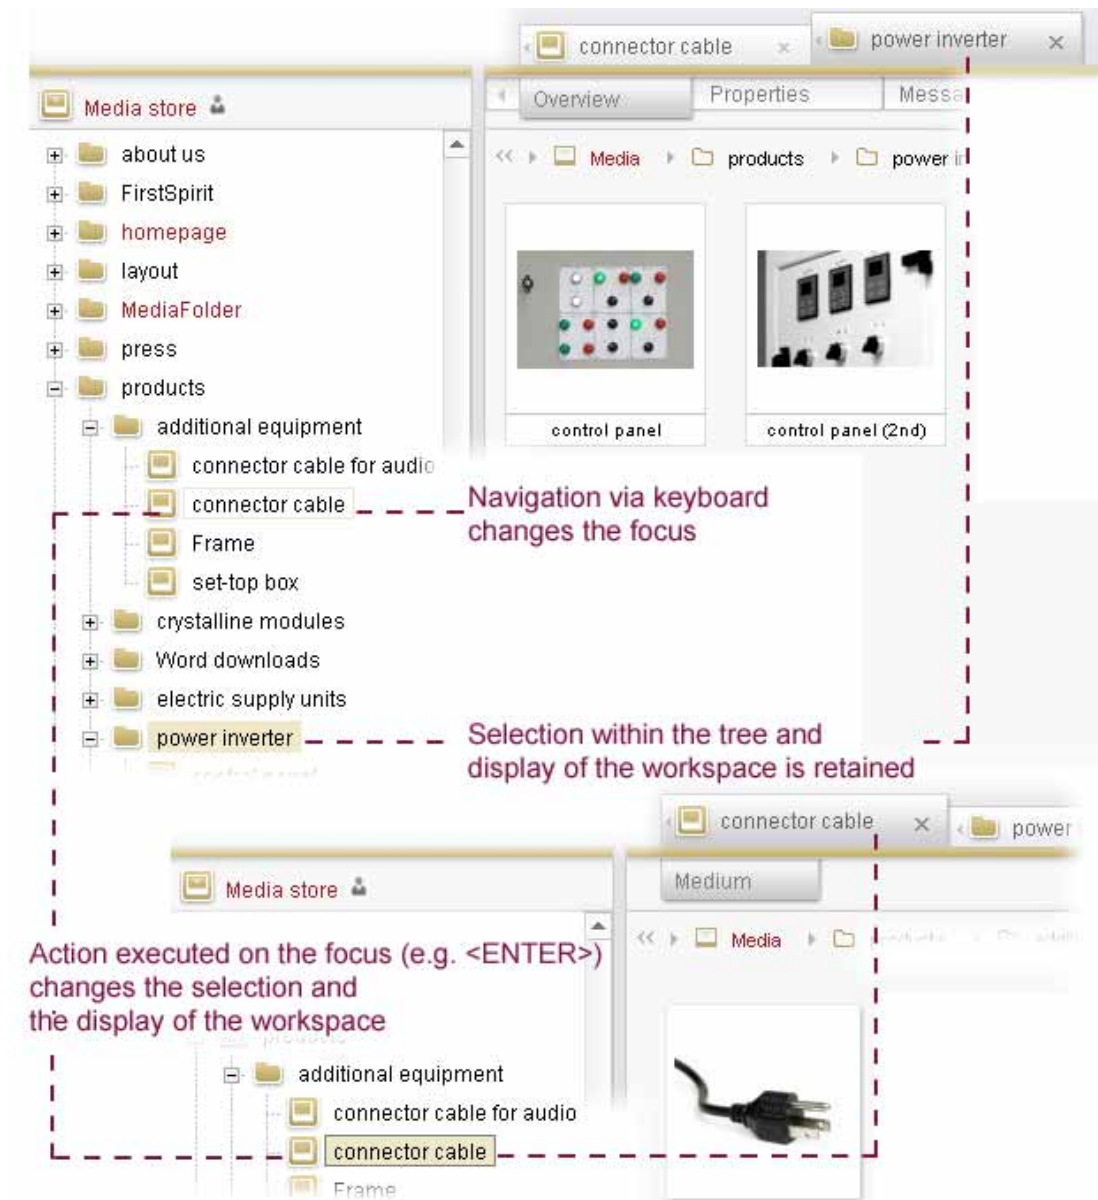 connector cable
power inverter
Media store
Overview
Properties
about us
Media
products
FirstSpirit
homepage
layout
MediaFolder
press
products
control panel
control panel (2nd)
additional equipment
connector cable for audio
connector cable
Navigation via keyboard
changes the focus
Frame
set-top box
crystalline modules
Word downloads
electric supply units
power inverter
Selection within the tree and
display of the workspace is retained
connector cable
power
Media store
Medium
Media
Action executed on the focus (e.g. <ENTER>)
changes the selection and
the display of the workspace
products
additional equipment
connector cable for audio
connector cable
Frame